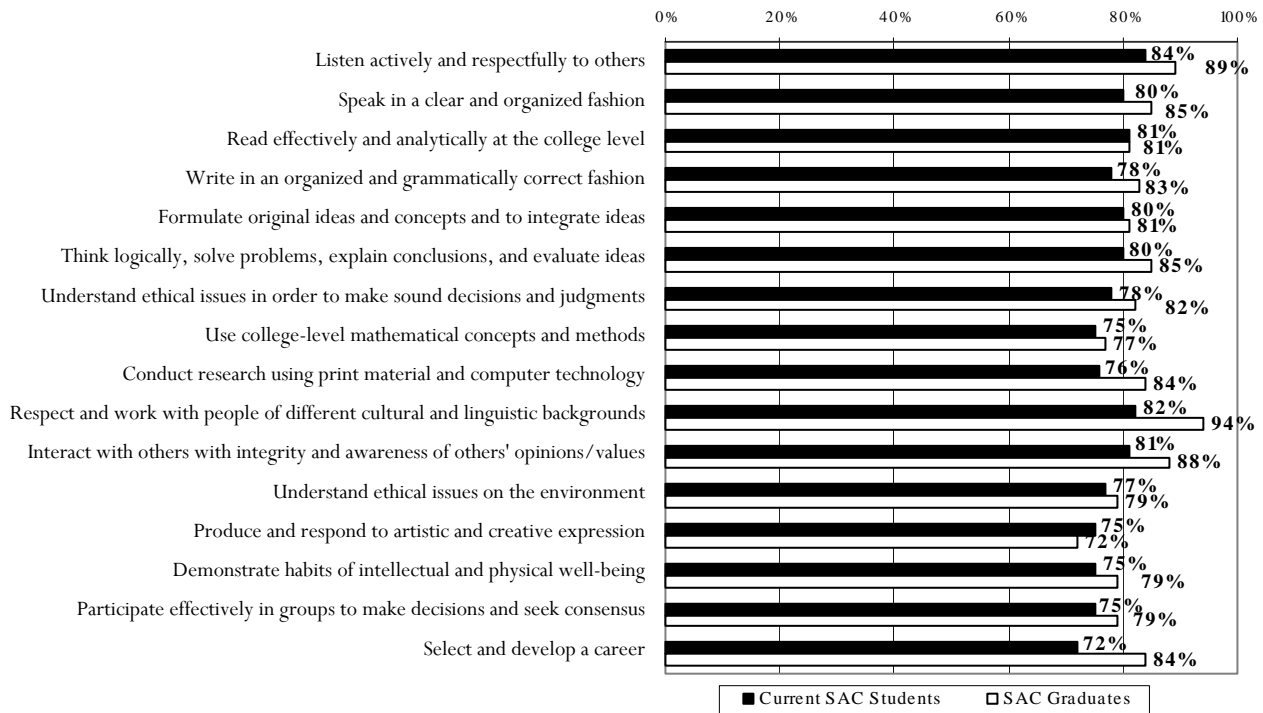 0% 20% 40% 60% 80% 100%
Listen actively and respectfully to others 84%
89%
Speak in a clear and organized fashion 80%
85%
Read effectively and analytically at the college level 81%
81%
Write in an organized and grammatically correct fashion 78%
83%
Formulate original ideas and concepts and to integrate ideas 80%
81%
Think logically, solve problems, explain conclusions, and evaluate ideas 80%
85%
Understand ethical issues in order to make sound decisions and judgments 78%
82%
Use college-level mathematical concepts and methods 75%
77%
Conduct research using print material and computer technology 76%
84%
Respect and work with people of different cultural and linguistic backgrounds 82%
94%
Interact with others with integrity and awareness of others' opinions/values 81%
88%
Understand ethical issues on the environment 77%
79%
Produce and respond to artistic and creative expression 75%
72%
Demonstrate habits of intellectual and physical well-being 75%
79%
Participate effectively in groups to make decisions and seek consensus 75%
79%
Select and develop a career 72%
84%
Current SAC Students SAC Graduates